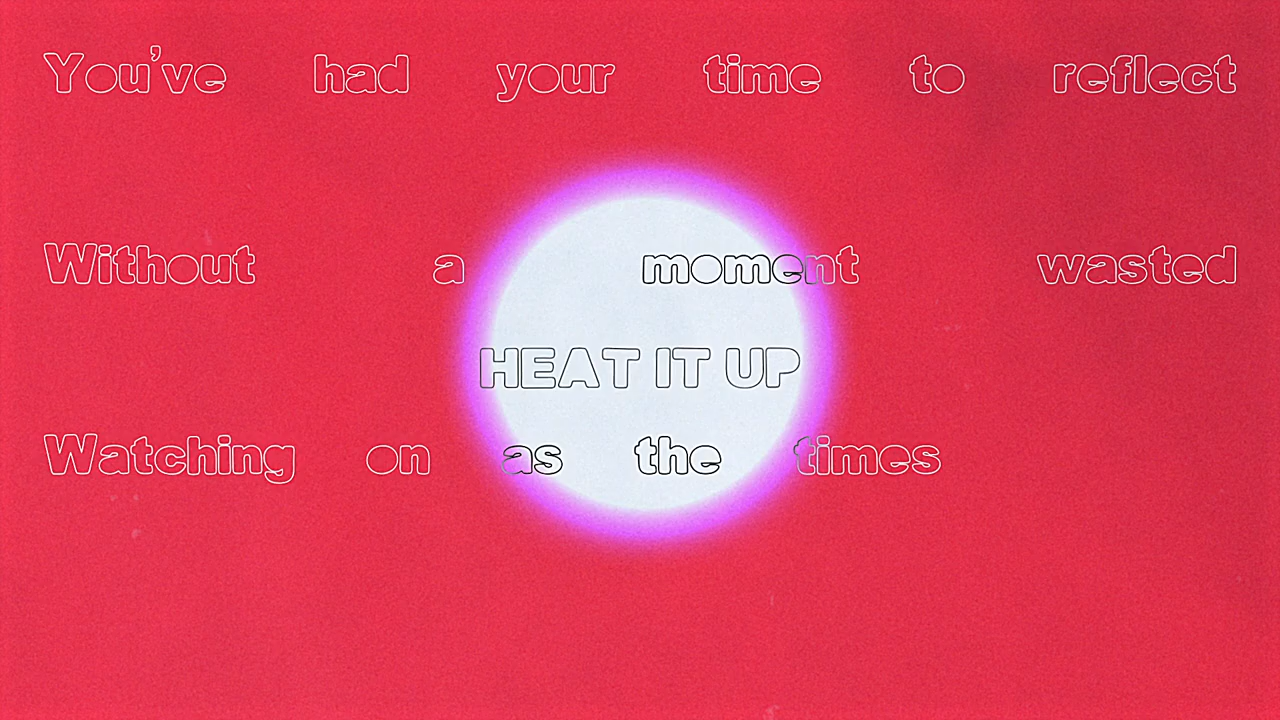 You've had your time to reflect
Without a moment wasted
HEAT IT UP
Watching on as the times